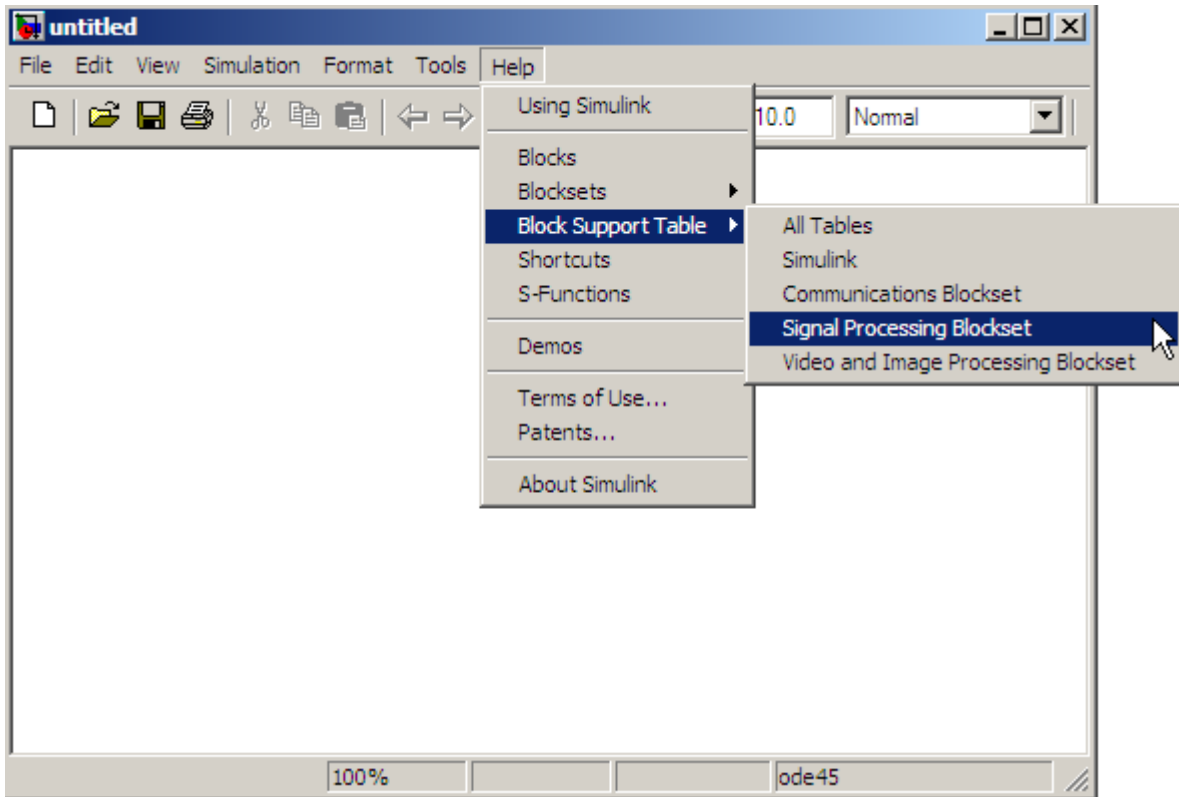 untitled
File Edit View Simulation Format Tools Help
10.0 Normal
Using Simulink
Blocks
Blocksets
Block Support Table
Shortcuts
S-Functions
Demos
Terms of Use...
Patents...
About Simulink
All Tables
Simulink
Communications Blockset
Signal Processing Blockset
Video and Image Processing Blockset
100% ode45